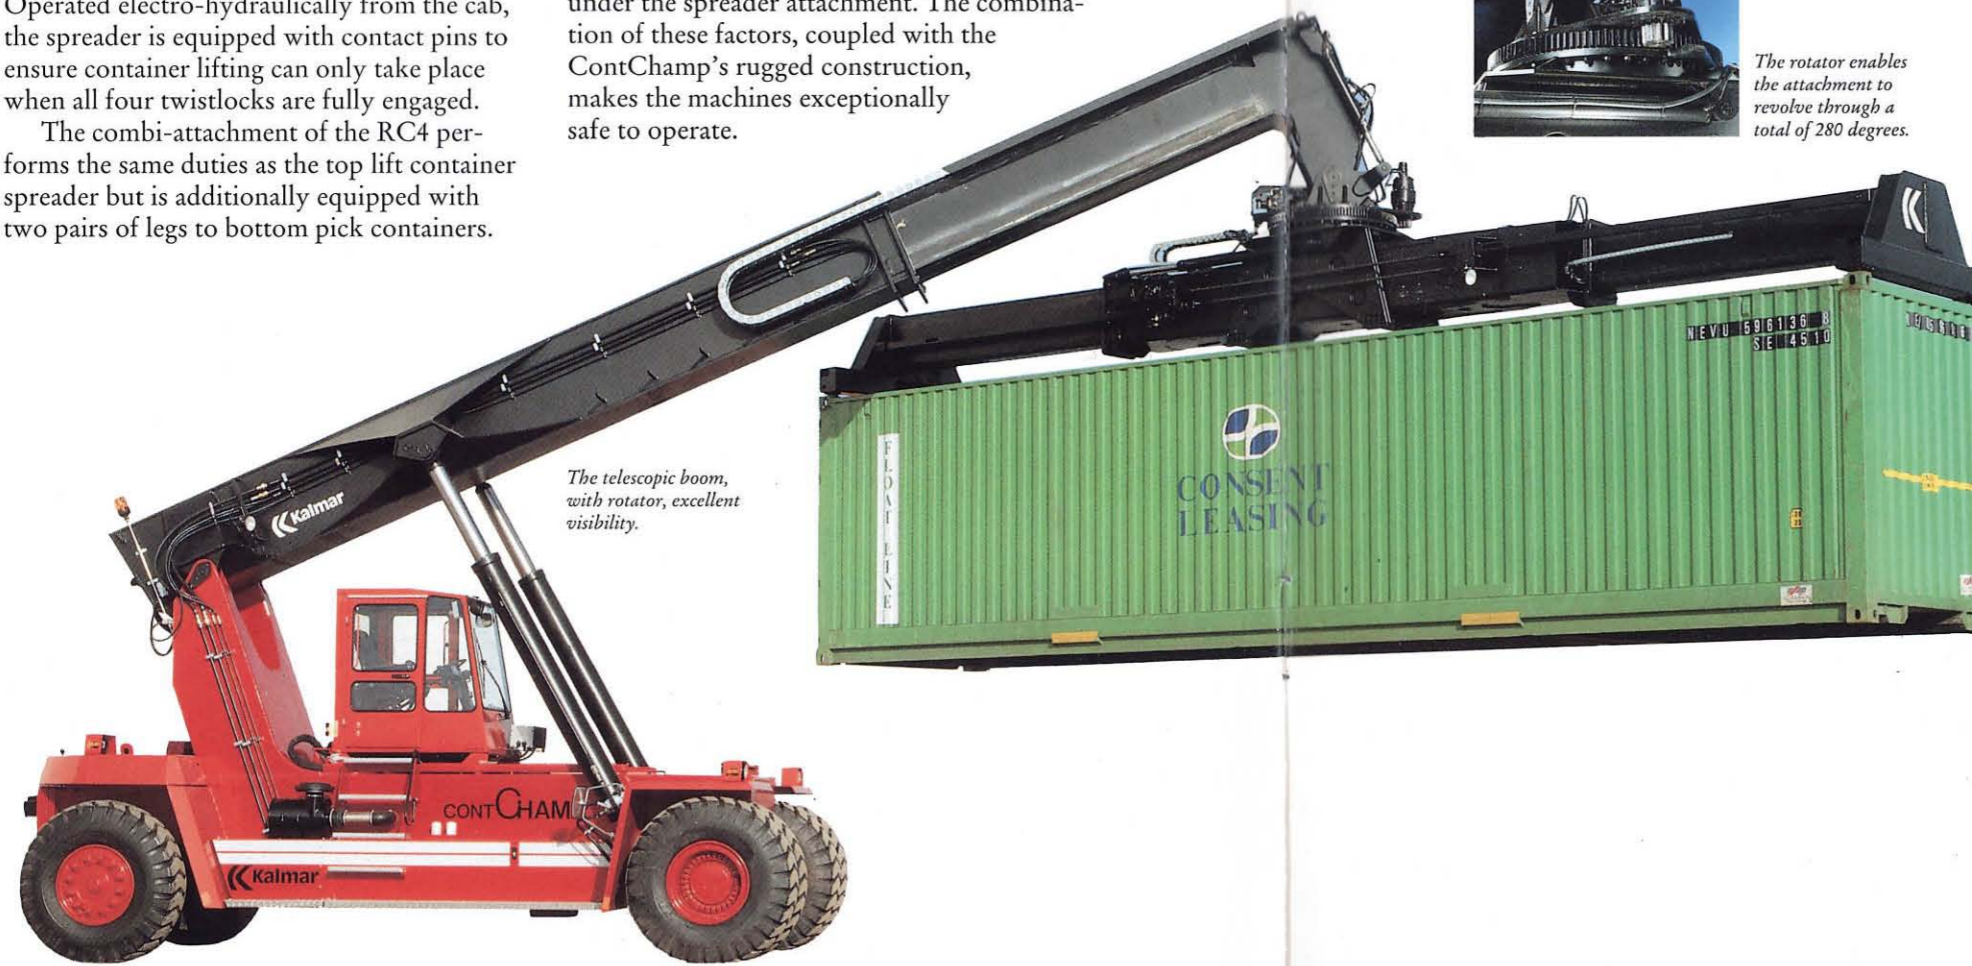 Operated electro-hydraulically from the cab,
the spreader is equipped with contact pins to
ensure container lifting can only take place
when all four twistlocks are fully engaged.
The combi-attachment of the RC4 per-
forms the same duties as the top lift container
spreader but is additionally equipped with
two pairs of legs to bottom pick containers.
under the spreader attachment. The combina-
tion of these factors, coupled with the
ContChamp's rugged construction,
makes the machines exceptionally
safe to operate.
The rotator enables
the attachment to
revolve through a
total of 280 degrees.
NEVU 596136 8
SE 4510
FLOAT LINE
CONSENT
LEASING
The telescopic boom,
with rotator, excellent
visibility.
Kalmar
CONTCHAM
Kalmar